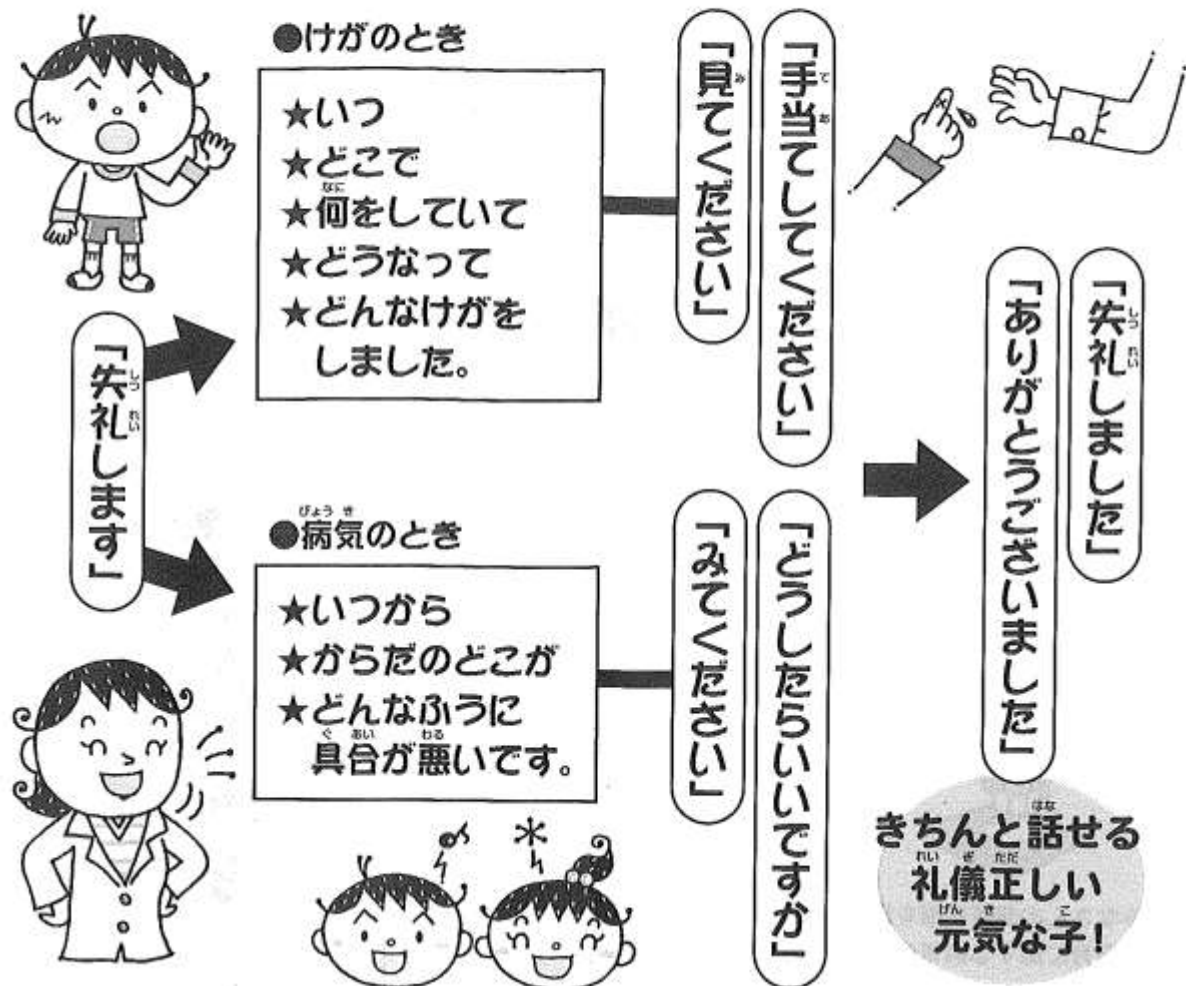 「失礼します」
●けがのとき
★いつ
★どこで
★何をしていて
★どうなって
★どんなけがを
しました。
「見てください」
「手当てしてください」
●病気のとき
★いつから
★からだのどこが
★どんなふうに
具合が悪いです。
「みてください」
「どうしたらいいですか」
「ありがとうございました」
「失礼しました」
きちんと話せる
礼儀正しい
元気な子!